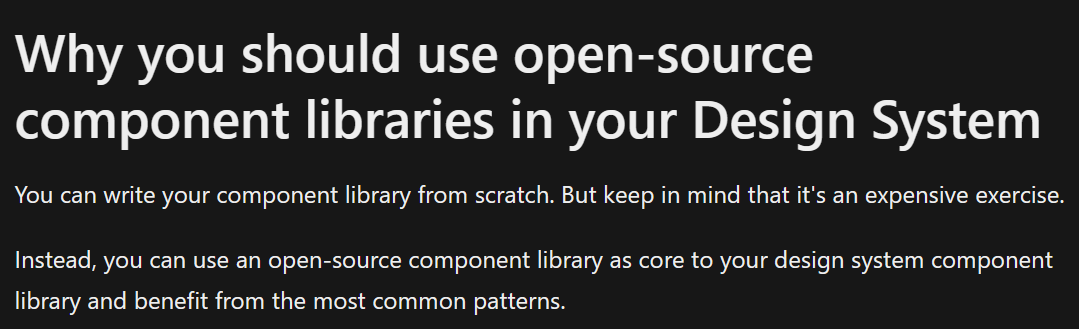 Why you should use open-source
component libraries in your Design System
You can write your component library from scratch. But keep in mind that it's an expensive exercise.
Instead, you can use an open-source component library as core to your design system component
library and benefit from the most common patterns.